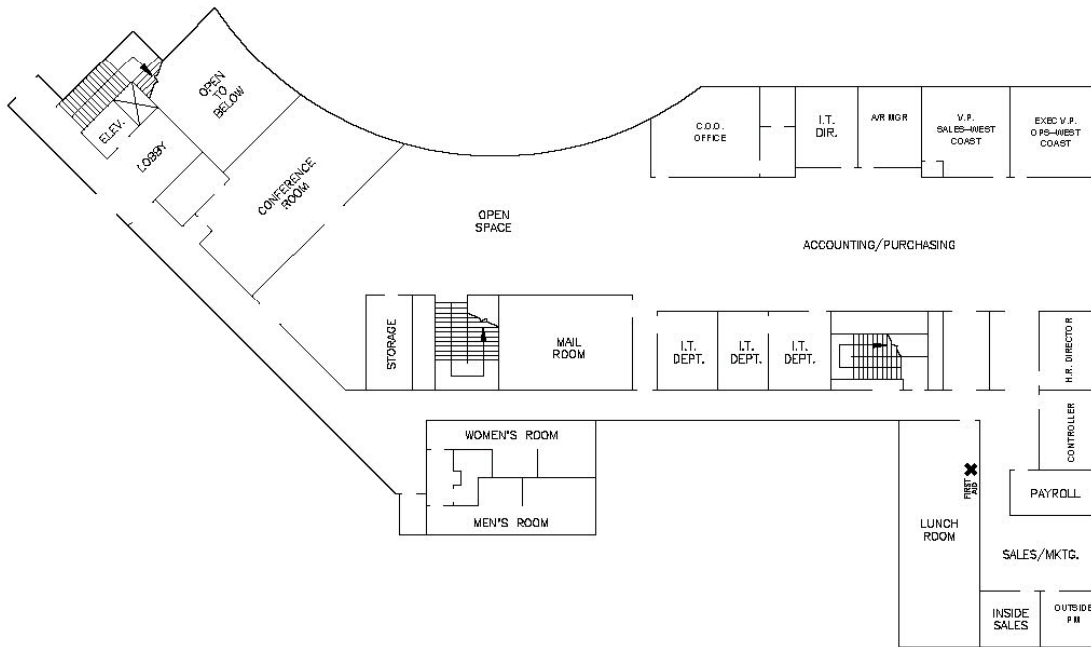 OPEN
TO
BELOW
ELEV.
LOBBY
CONFERENCE
ROOM
C.O.O.
OFFICE
I.T.
DIR.
A/R MGR
V.P.
SALES-WEST
COAST
EXEC V.P.
OPS-WEST
COAST
OPEN
SPACE
ACCOUNTING/PURCHASING
STORAGE
MAIL
ROOM
I.T.
DEPT.
I.T.
DEPT.
I.T.
DEPT.
H.R. DIRECTOR
CONTROLLER
WOMEN'S ROOM
MEN'S ROOM
FIRST
AID
LUNCH
ROOM
PAYROLL
SALES/MKTG.
INSIDE
SALES
OUTSIDE
PM